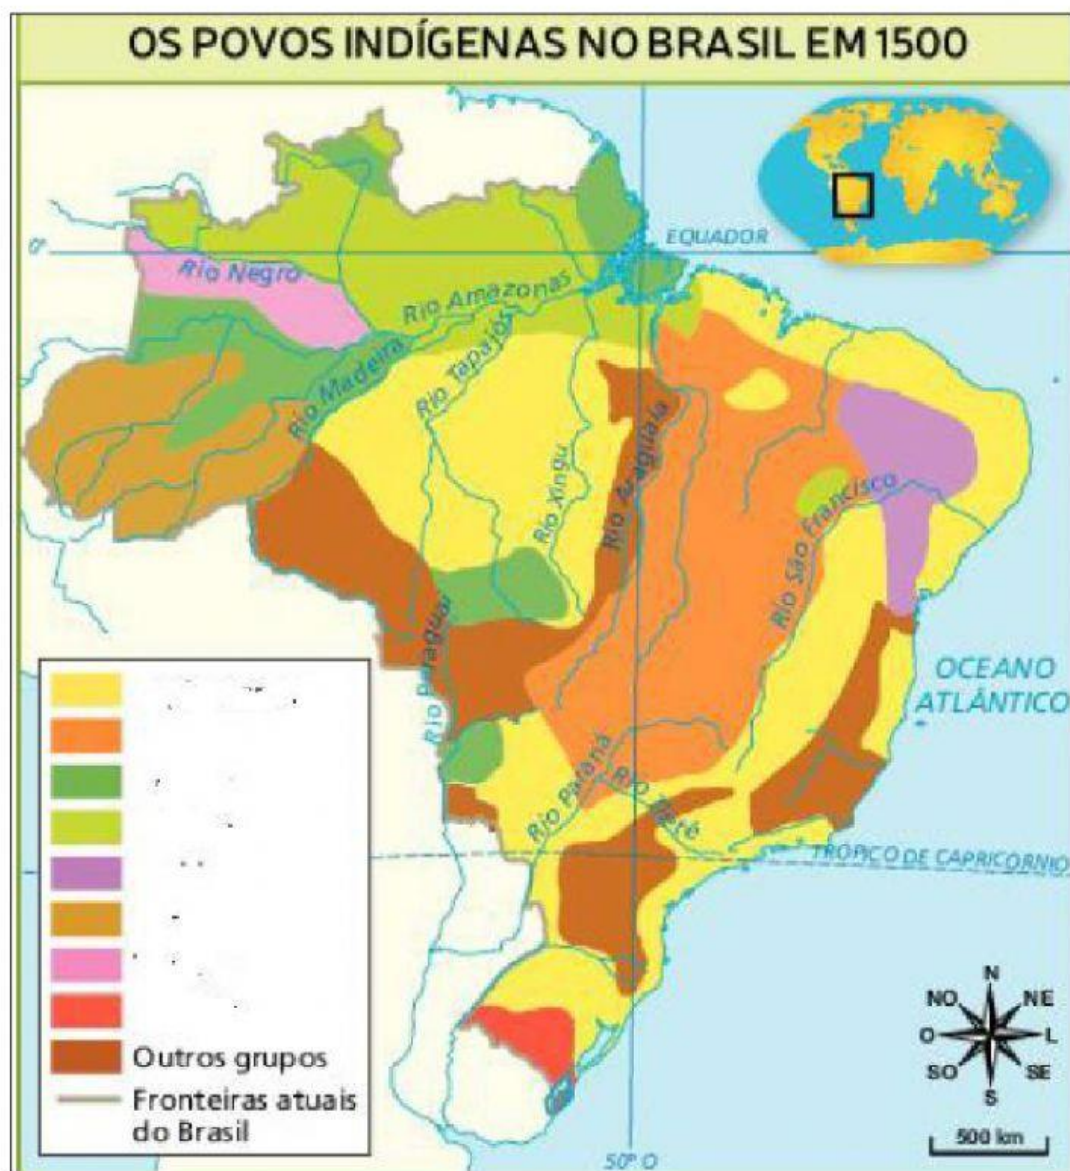 OS POVOS INDÍGENAS NO BRASIL EM 1500
0°
EQUADOR
Rio Negro
Rio Amazonas
Rio Madeira
Rio Tapajós
Rio Xingu
Rio Araguaia
Rio São Francisco
Rio Paraguai
OCEANO
ATLÂNTICO
Rio Paraná
Rio Tietê
TRÓPICO DE CAPRICÓRNIO
Outros grupos
Fronteiras atuais
do Brasil
N
NO
NE
O
L
SO
SE
S
500 km
50° O